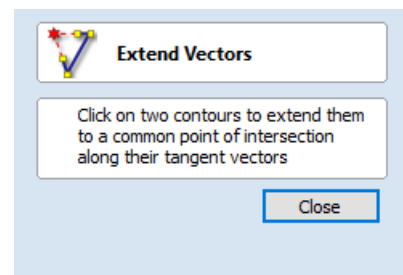 Extend Vectors
Click on two contours to extend them
to a common point of intersection
along their tangent vectors
Close